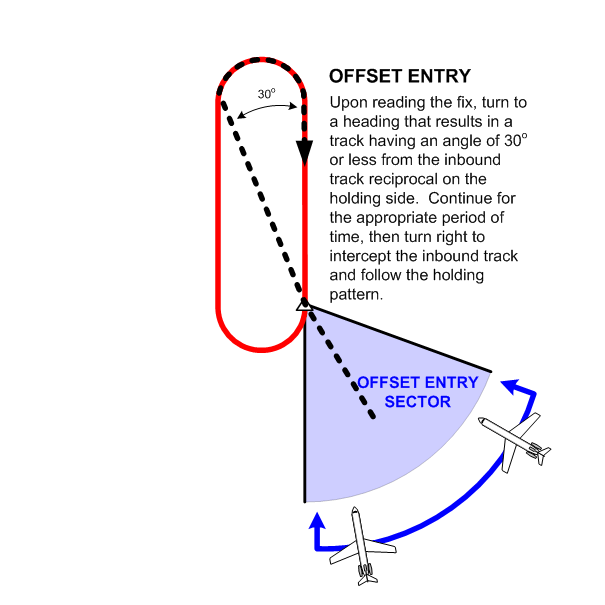 OFFSET ENTRY
30º
Upon reading the fix, turn to
a heading that results in a
track having an angle of 30º
or less from the inbound
track reciprocal on the
holding side.  Continue for
the appropriate period of
time, then turn right to
intercept the inbound track
and follow the holding
pattern.
OFFSET ENTRY
SECTOR